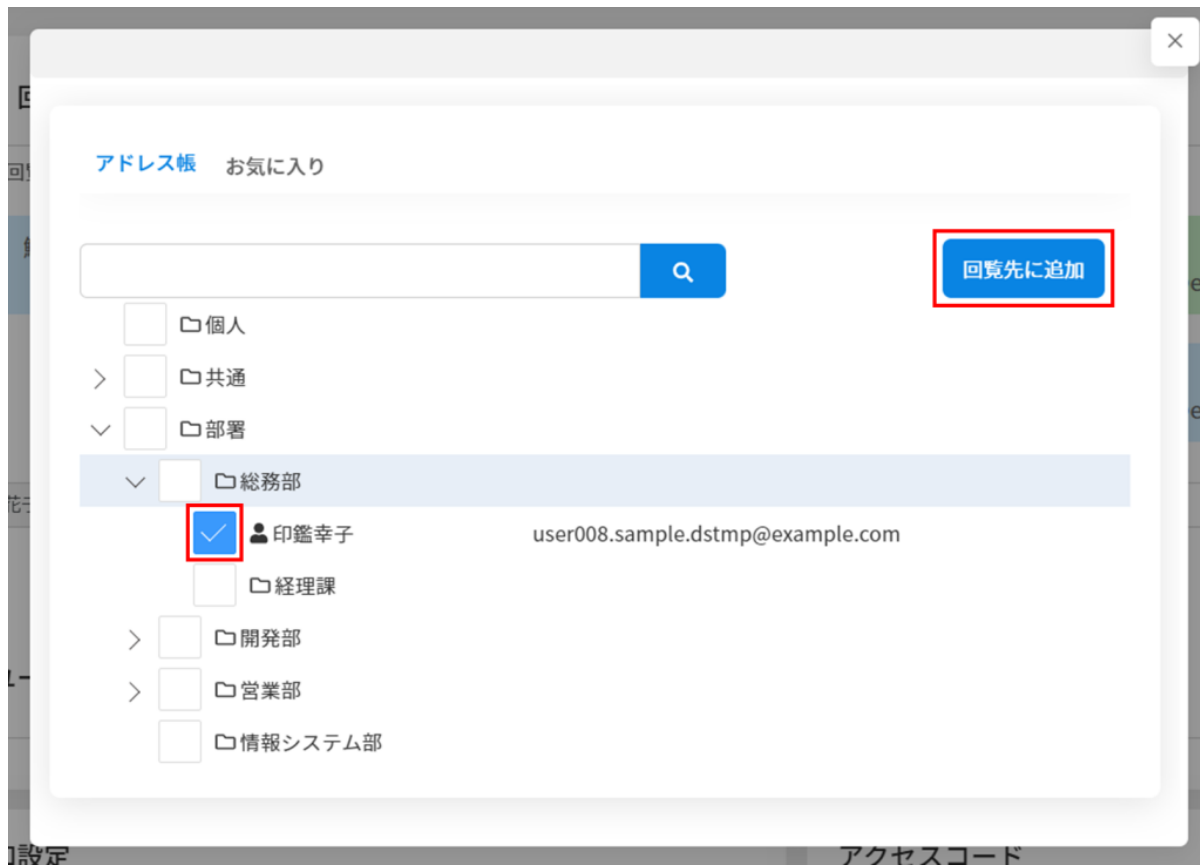 アドレス帳 お気に入り
回覧先に追加
個人
共通
部署
総務部
印鑑幸子 user008.sample.dstmp@example.com
経理課
開発部
営業部
情報システム部
設定 アクセスコード